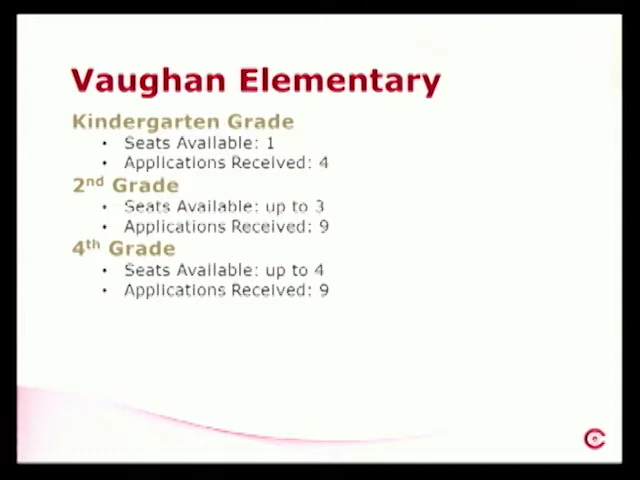 Vaughan Elementary
Kindergarten Grade
• Seats Available: 1
• Applications Received: 4
2nd Grade
• Seats Available: up to 3
• Applications Received: 9
4th Grade
• Seats Available: up to 4
• Applications Received: 9